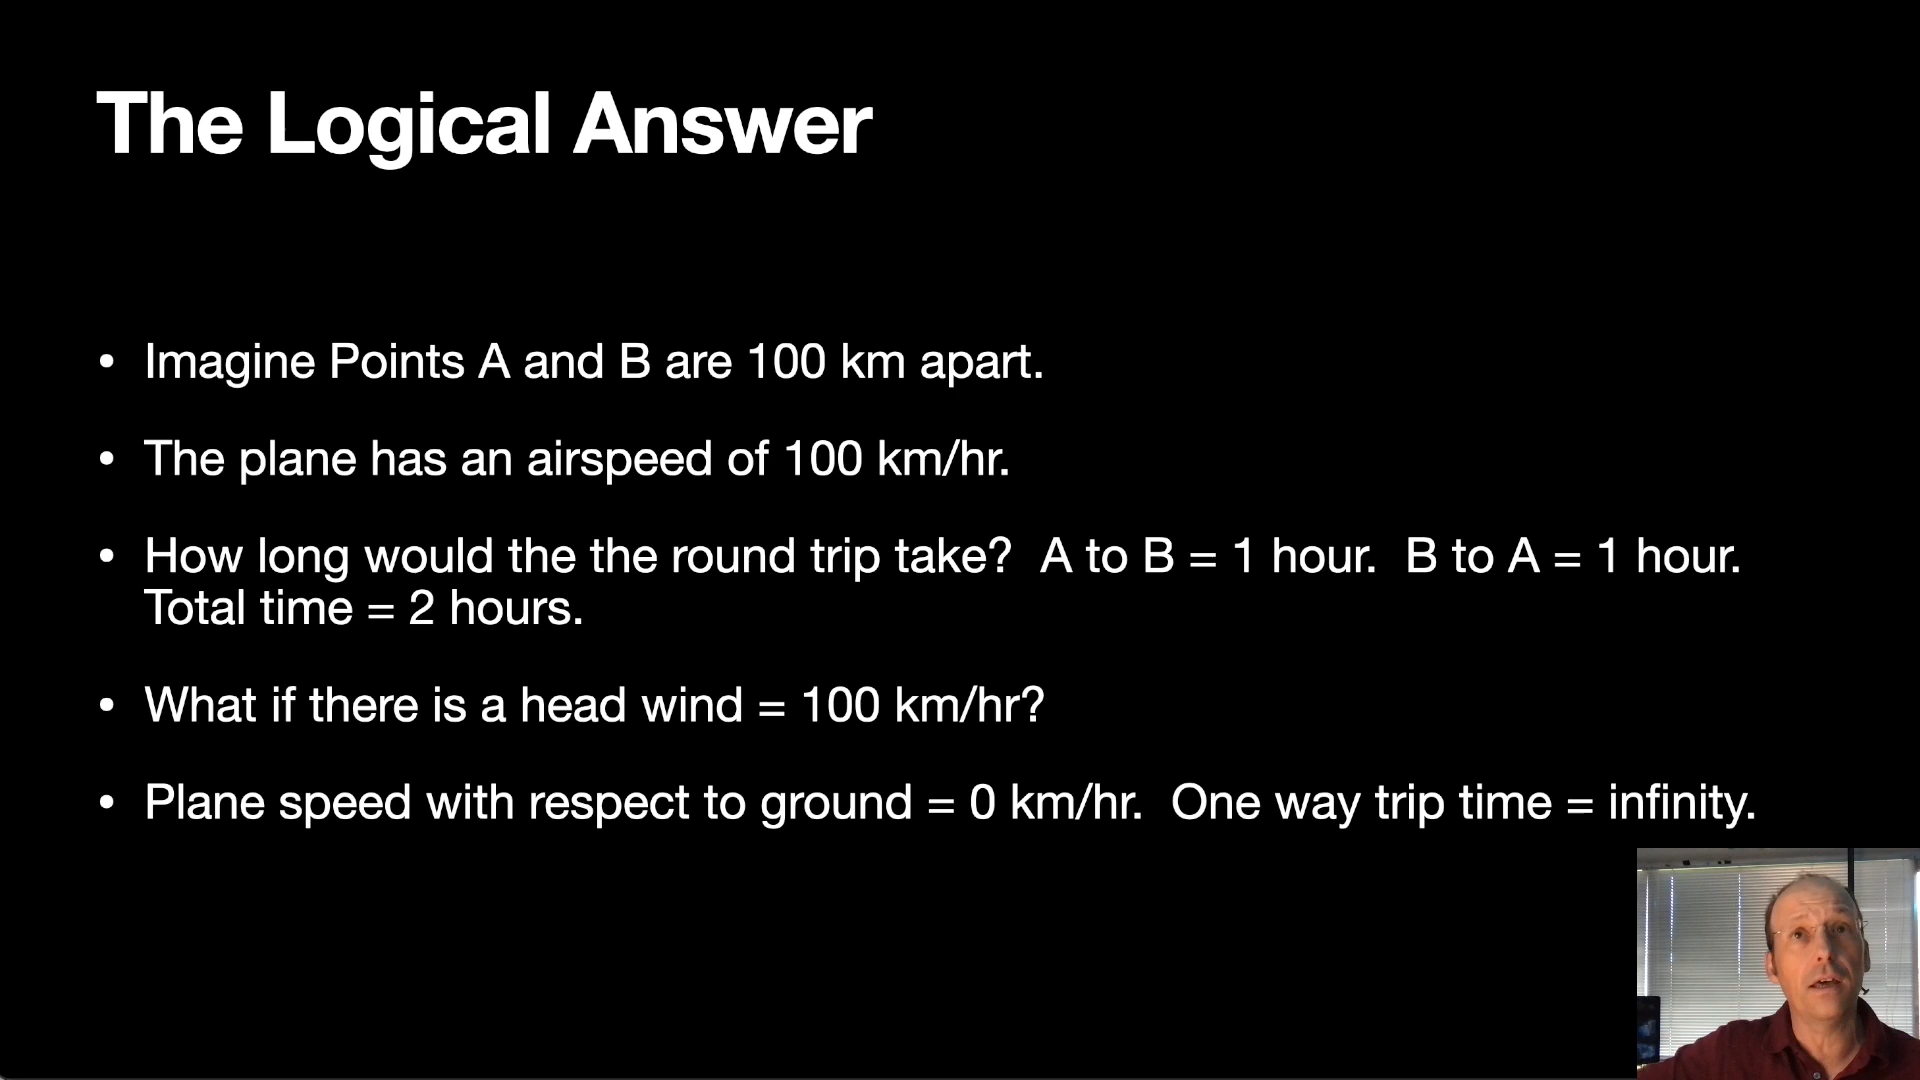 The Logical Answer
• Imagine Points A and B are 100 km apart.
• The plane has an airspeed of 100 km/hr.
• How long would the the round trip take?  A to B = 1 hour.  B to A = 1 hour.
Total time = 2 hours.
• What if there is a head wind = 100 km/hr?
• Plane speed with respect to ground = 0 km/hr.  One way trip time = infinity.